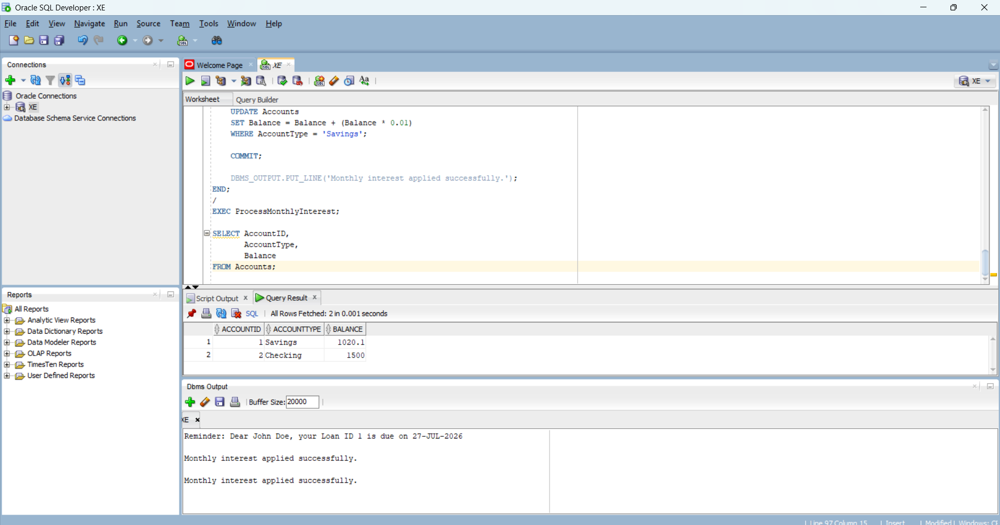 Oracle SQL Developer : XE
File Edit View Navigate Run Source Team Tools Window Help
Connections
Oracle Connections
XE
Database Schema Service Connections
Reports
All Reports
Analytic View Reports
Data Dictionary Reports
Data Modeler Reports
OLAP Reports
TimesTen Reports
User Defined Reports
Welcome Page
XE
XE
Worksheet Query Builder
UPDATE Accounts
SET Balance = Balance + (Balance * 0.01)
WHERE AccountType = 'Savings';
COMMIT;
DBMS_OUTPUT.PUT_LINE('Monthly interest applied successfully.');
END;
/
EXEC ProcessMonthlyInterest;
SELECT AccountID,
AccountType,
Balance
FROM Accounts;
Script Output x Query Result x
SQL | All Rows Fetched: 2 in 0.001 seconds
ACCOUNTID ACCOUNTTYPE BALANCE
1 1 Savings 1020.1
2 2 Checking 1500
Dbms Output
Buffer Size: 20000
XE
Reminder: Dear John Doe, your Loan ID 1 is due on 27-JUL-2026
Monthly interest applied successfully.
Monthly interest applied successfully.
Line 97 Column 15 | Insert | Modified | Windows: